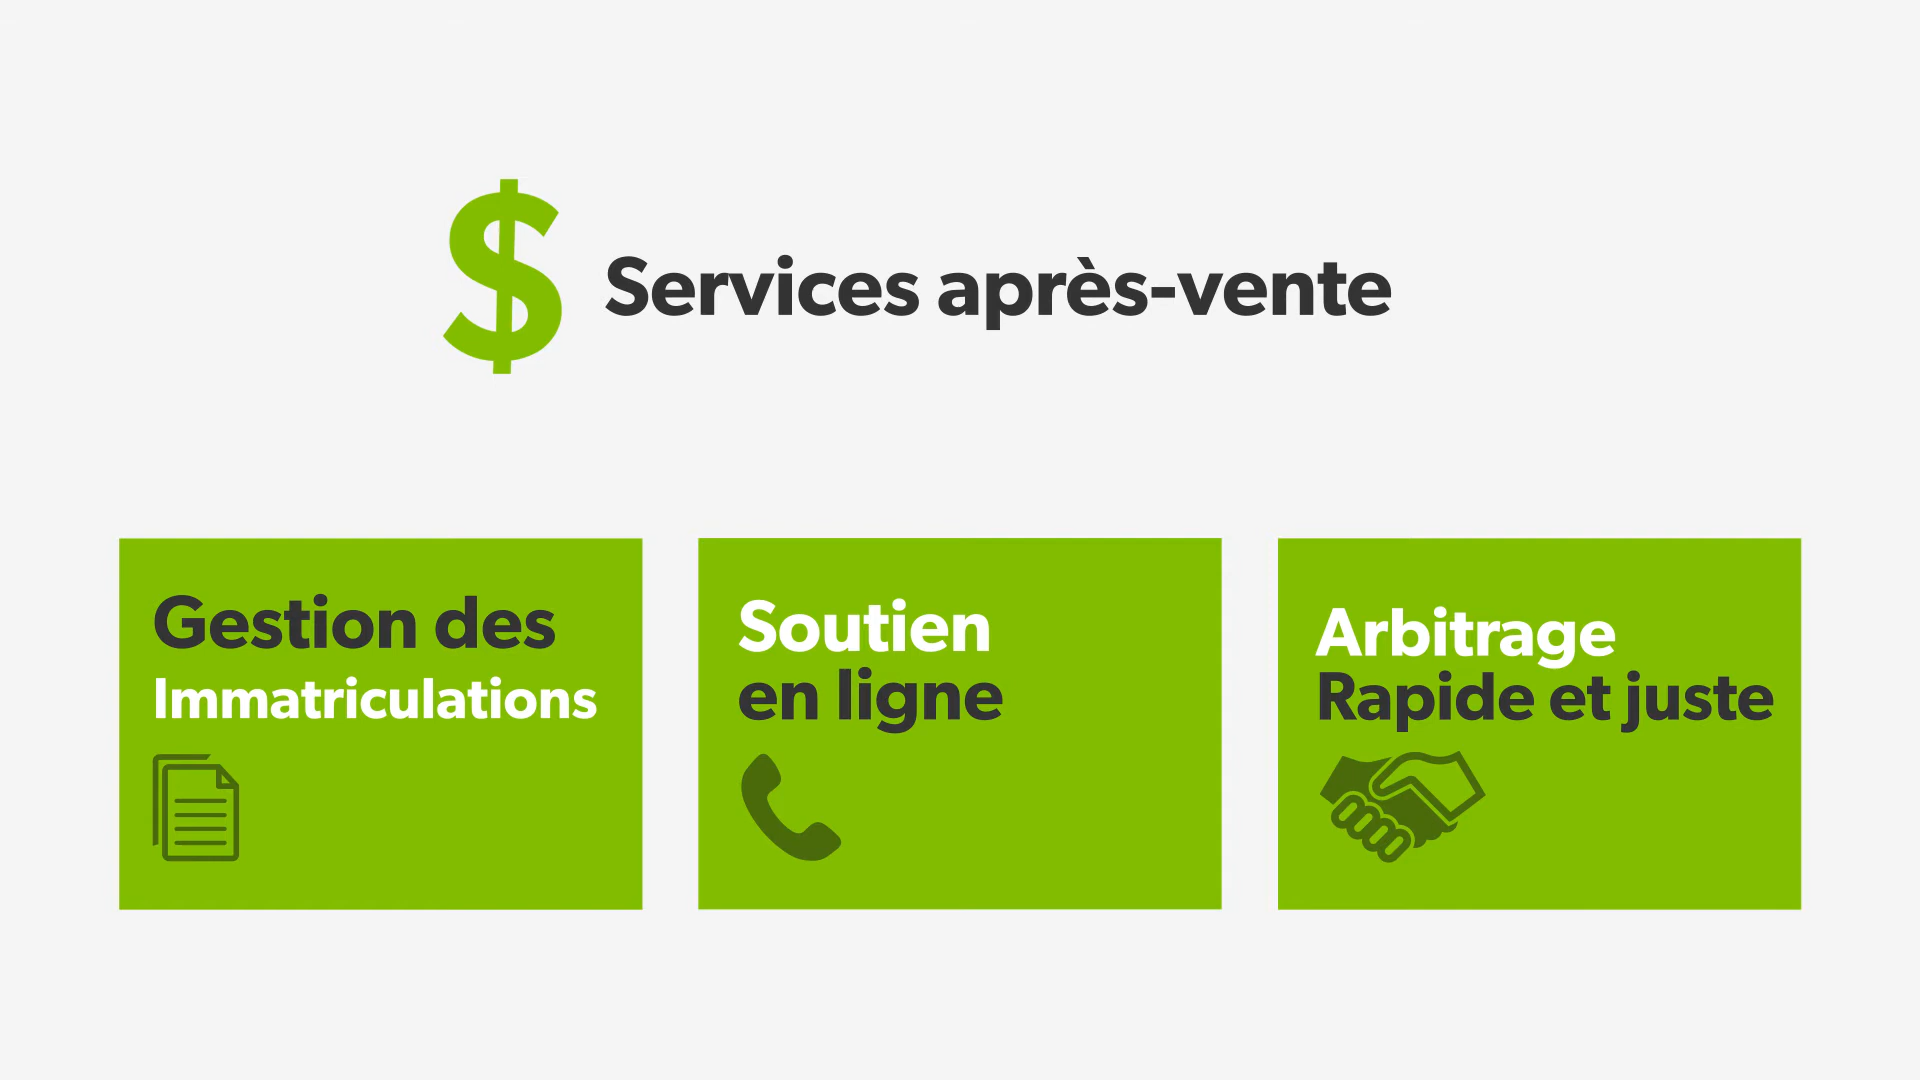 $ Services après-vente
Gestion des
Immatriculations
Soutien
en ligne
Arbitrage
Rapide et juste